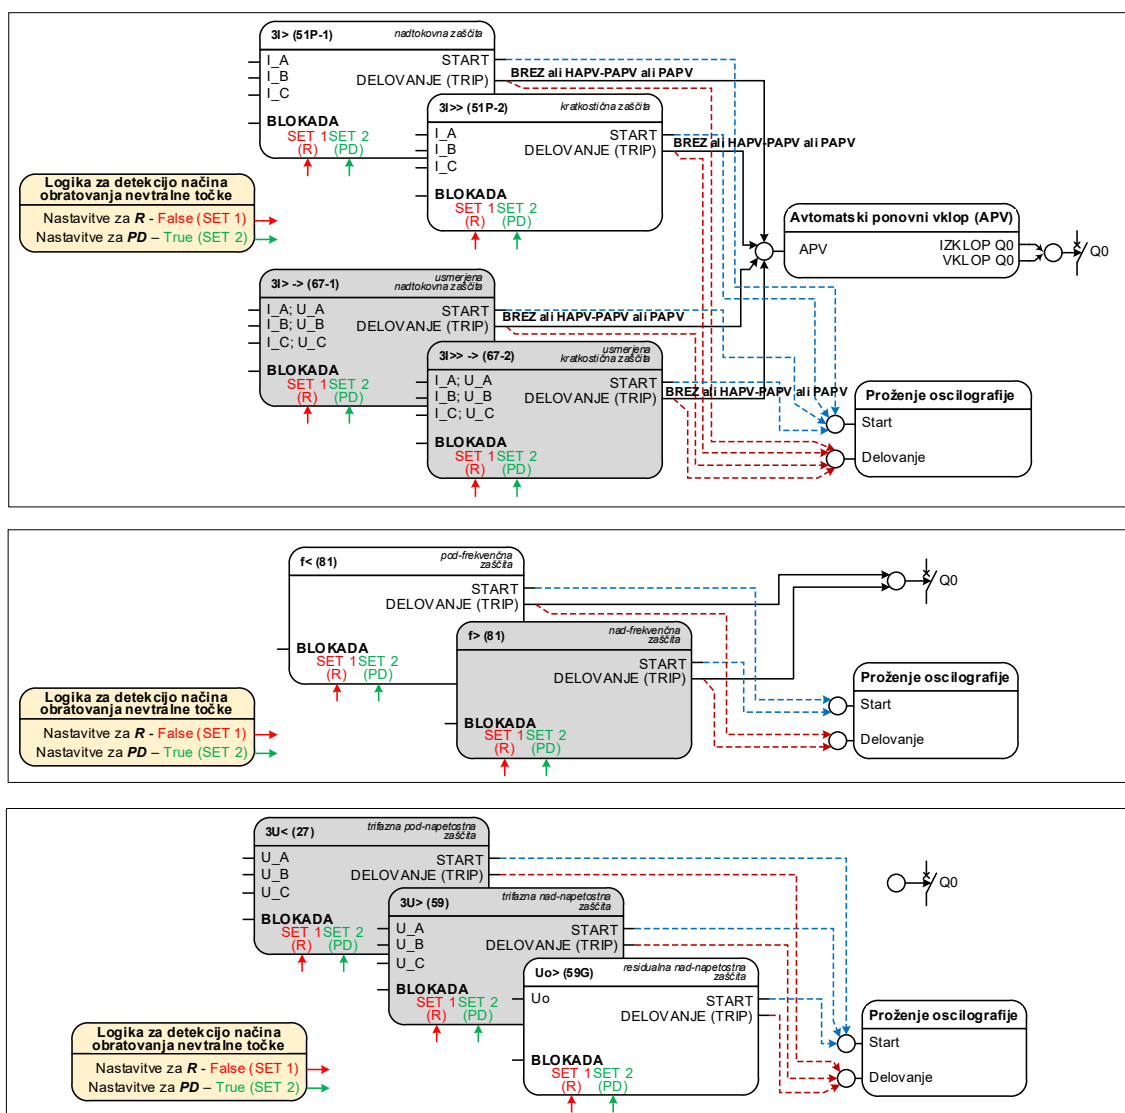 3I> (51P-1)
nadtokovna zaščita
I_A
I_B
I_C
START
DELOVANJE (TRIP)
BLOKADA
SET 1 SET 2
(R) (PD)
BREZ ali HAPV-PAPV ali PAPV
3I>> (51P-2)
kratkostična zaščita
I_A
I_B
I_C
START
DELOVANJE (TRIP)
BLOKADA
SET 1 SET 2
(R) (PD)
BREZ ali HAPV-PAPV ali PAPV
Logika za detekcijo načina
obratovanja nevtralne točke
Nastavitve za R - False (SET 1)
Nastavitve za PD – True (SET 2)
Avtomatski ponovni vklop (APV)
APV
IZKLOP Q0
VKLOP Q0
Q0
3I> -> (67-1)
usmerjena
nadtokovna zaščita
I_A; U_A
I_B; U_B
I_C; U_C
START
DELOVANJE (TRIP)
BLOKADA
SET 1 SET 2
(R) (PD)
BREZ ali HAPV-PAPV ali PAPV
3I>> -> (67-2)
usmerjena
kratkostična zaščita
I_A; U_A
I_B; U_B
I_C; U_C
START
DELOVANJE (TRIP)
BLOKADA
SET 1 SET 2
(R) (PD)
BREZ ali HAPV-PAPV ali PAPV
Proženje oscilografije
Start
Delovanje
f< (81)
pod-frekvenčna
zaščita
START
DELOVANJE (TRIP)
BLOKADA
SET 1 SET 2
(R) (PD)
f> (81)
nad-frekvenčna
zaščita
START
DELOVANJE (TRIP)
BLOKADA
SET 1 SET 2
(R) (PD)
Q0
Logika za detekcijo načina
obratovanja nevtralne točke
Nastavitve za R - False (SET 1)
Nastavitve za PD – True (SET 2)
Proženje oscilografije
Start
Delovanje
3U< (27)
trifazna pod-napetostna
zaščita
U_A
U_B
U_C
START
DELOVANJE (TRIP)
BLOKADA
SET 1 SET 2
(R) (PD)
3U> (59)
trifazna nad-napetostna
zaščita
U_A
U_B
U_C
START
DELOVANJE (TRIP)
BLOKADA
SET 1 SET 2
(R) (PD)
Uo> (59G)
residualna nad-napetostna
zaščita
Uo
START
DELOVANJE (TRIP)
BLOKADA
SET 1 SET 2
(R) (PD)
Q0
Logika za detekcijo načina
obratovanja nevtralne točke
Nastavitve za R - False (SET 1)
Nastavitve za PD – True (SET 2)
Proženje oscilografije
Start
Delovanje